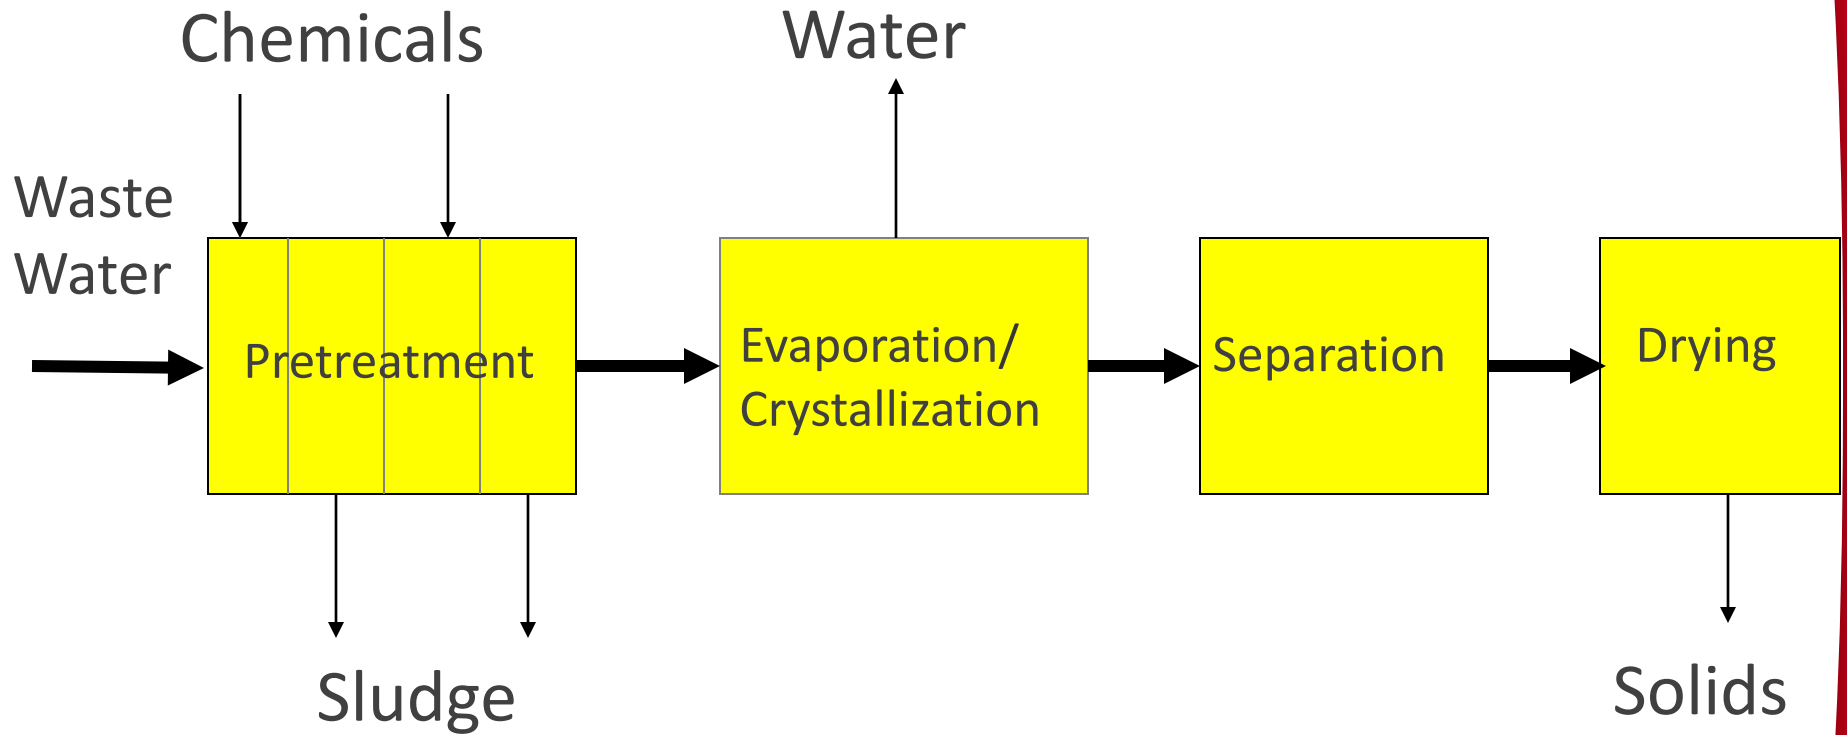 Chemicals
Water
Waste
Water
Pretreatment
Evaporation/
Crystallization
Separation
Drying
Sludge
Solids